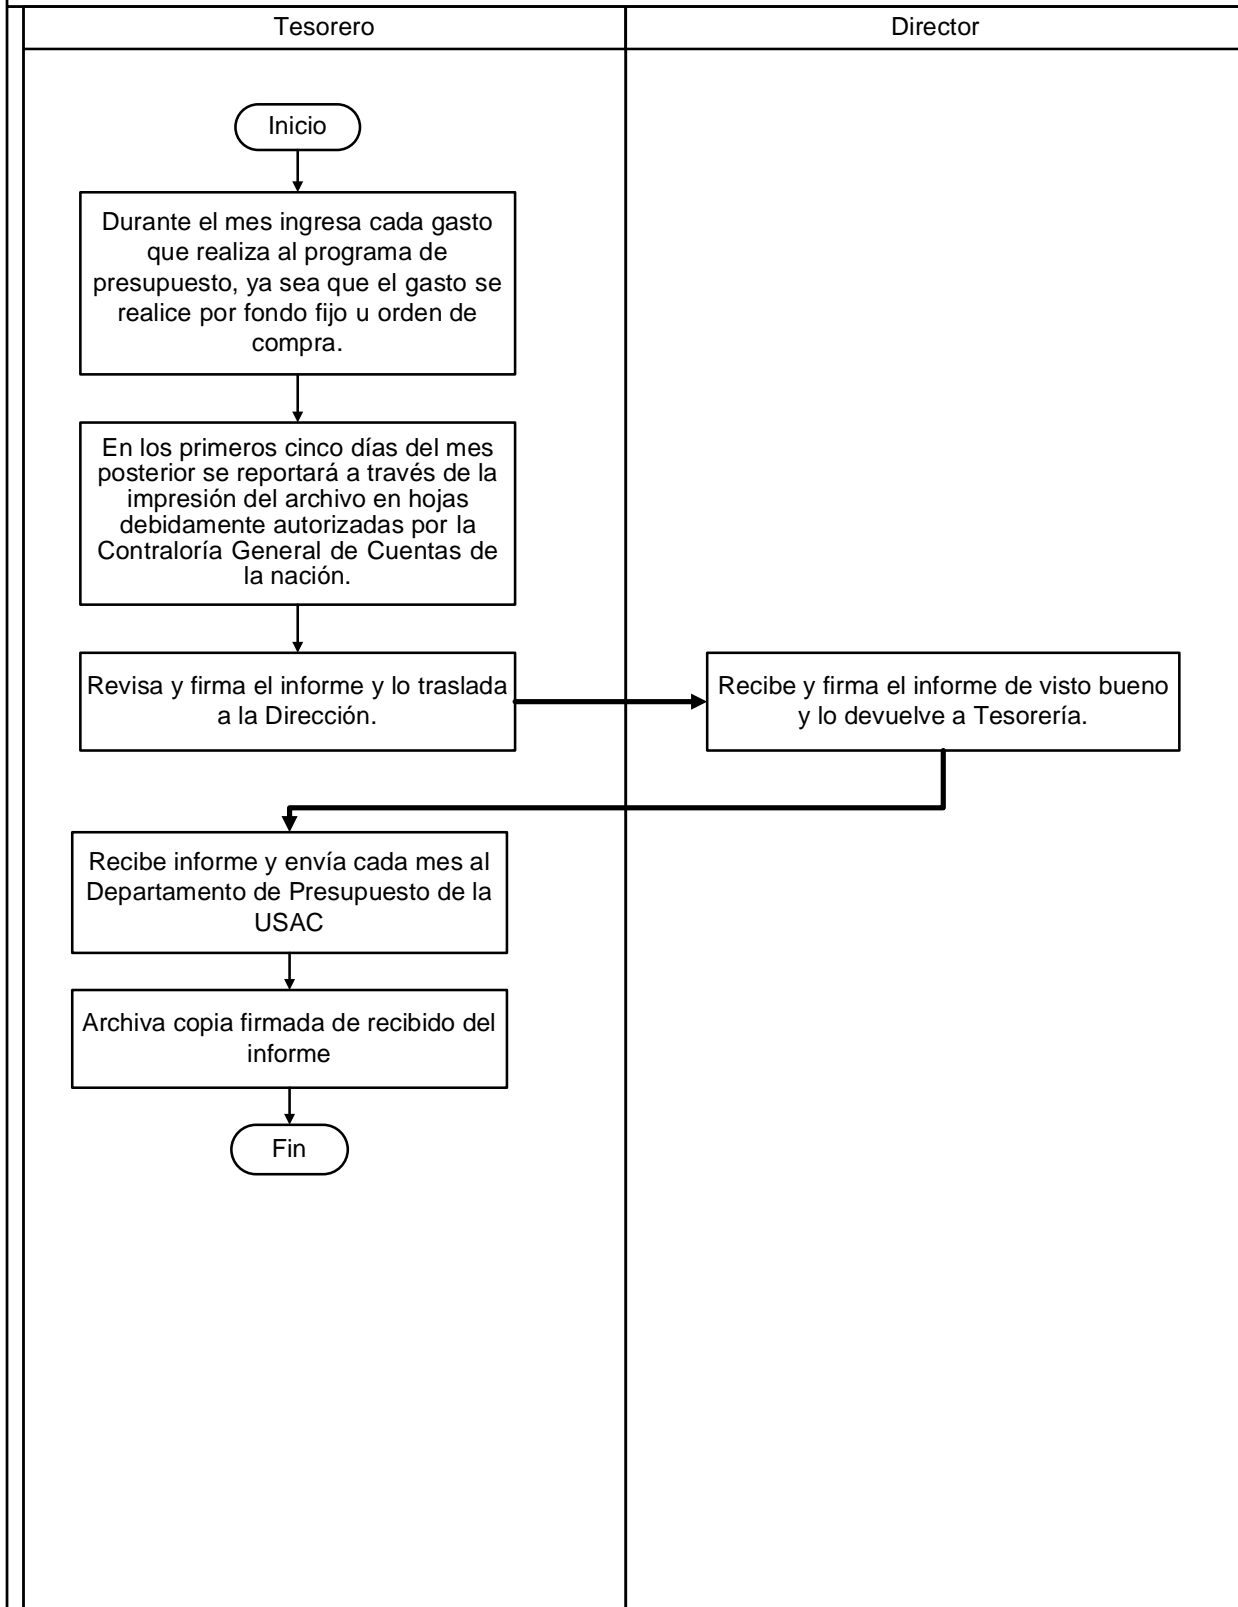 Tesorero
Director
Inicio
Durante el mes ingresa cada gasto
que realiza al programa de
presupuesto, ya sea que el gasto se
realice por fondo fijo u orden de
compra.
En los primeros cinco días del mes
posterior se reportará a través de la
impresión del archivo en hojas
debidamente autorizadas por la
Contraloría General de Cuentas de
la nación.
Revisa y firma el informe y lo traslada
a la Dirección.
Recibe y firma el informe de visto bueno
y lo devuelve a Tesorería.
Recibe informe y envía cada mes al
Departamento de Presupuesto de la
USAC
Archiva copia firmada de recibido del
informe
Fin